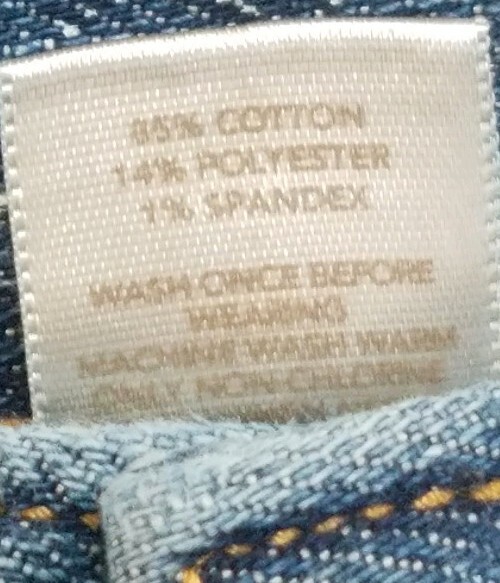 85% COTTON
14% POLYESTER
1% SPANDEX
WASH ONCE BEFORE
WEARING
MACHINE WASH WARM
ONLY NON CHLORINE